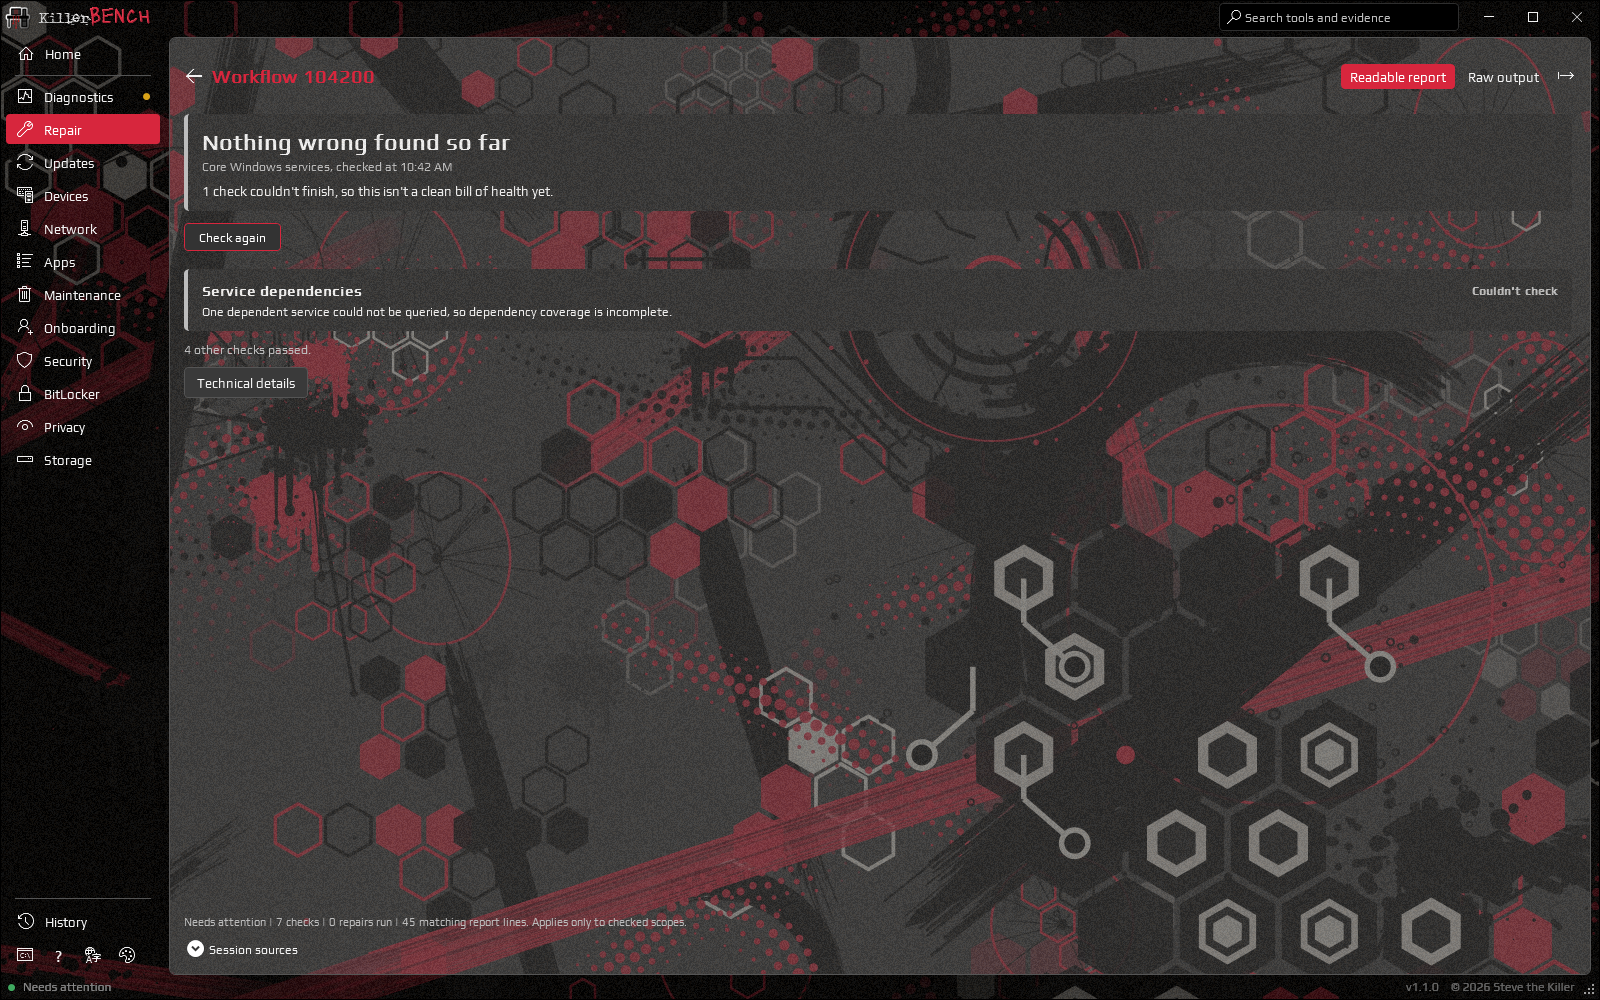 KillerBENCH
Search tools and evidence
Home
Diagnostics
Repair
Updates
Devices
Network
Apps
Maintenance
Onboarding
Security
BitLocker
Privacy
Storage
History
?
Needs attention
Workflow 104200
Readable report
Raw output
Nothing wrong found so far
Core Windows services, checked at 10:42 AM
1 check couldn't finish, so this isn't a clean bill of health yet.
Check again
Service dependencies
Couldn't check
One dependent service could not be queried, so dependency coverage is incomplete.
4 other checks passed.
Technical details
Needs attention | 7 checks | 0 repairs run | 45 matching report lines. Applies only to checked scopes.
Session sources
v1.1.0 © 2026 Steve the Killer